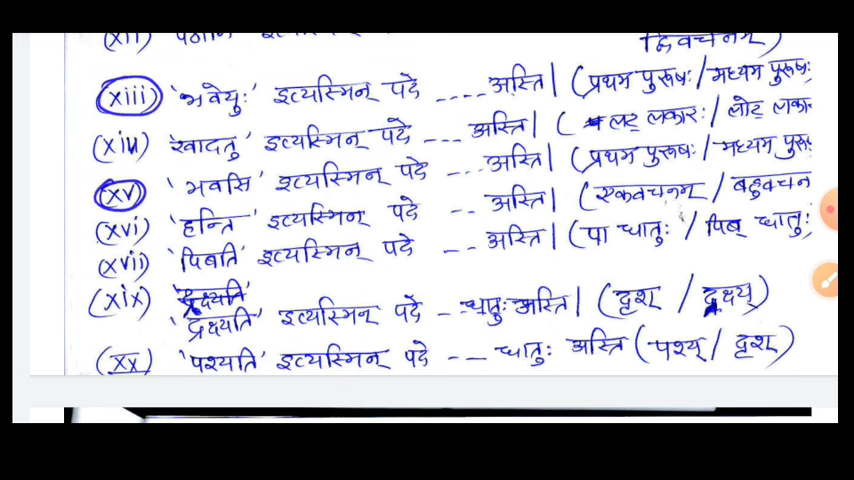 द्विवचनम्)
(xiii) 'भवेयुः' इत्यस्मिन् पदे .... अस्ति| (प्रथम पुरुषः/मध्यम पुरुषः
(xiv) 'खादतु' इत्यस्मिन् पदे --- अस्ति| ( लट् लकारः/लोट् लका
(xv) 'भवसि' इत्यस्मिन् पदे --- अस्ति| (प्रथम पुरुषः/मध्यम पुरु
(xvi) 'हन्ति' इत्यस्मिन् पदे -- अस्ति| (एकवचनम्/बहुवचन
(xvii) 'पिबति' इत्यस्मिन् पदे --- अस्ति| (पा धातुः/पिब् धातुः
(xix) 'द्रक्ष्यति' इत्यस्मिन् पदे -- धातुः अस्ति| (दृश् / द्रक्ष्य्)
(xx) 'पश्यति' इत्यस्मिन् पदे --- धातुः अस्ति (पश्य्/दृश्)